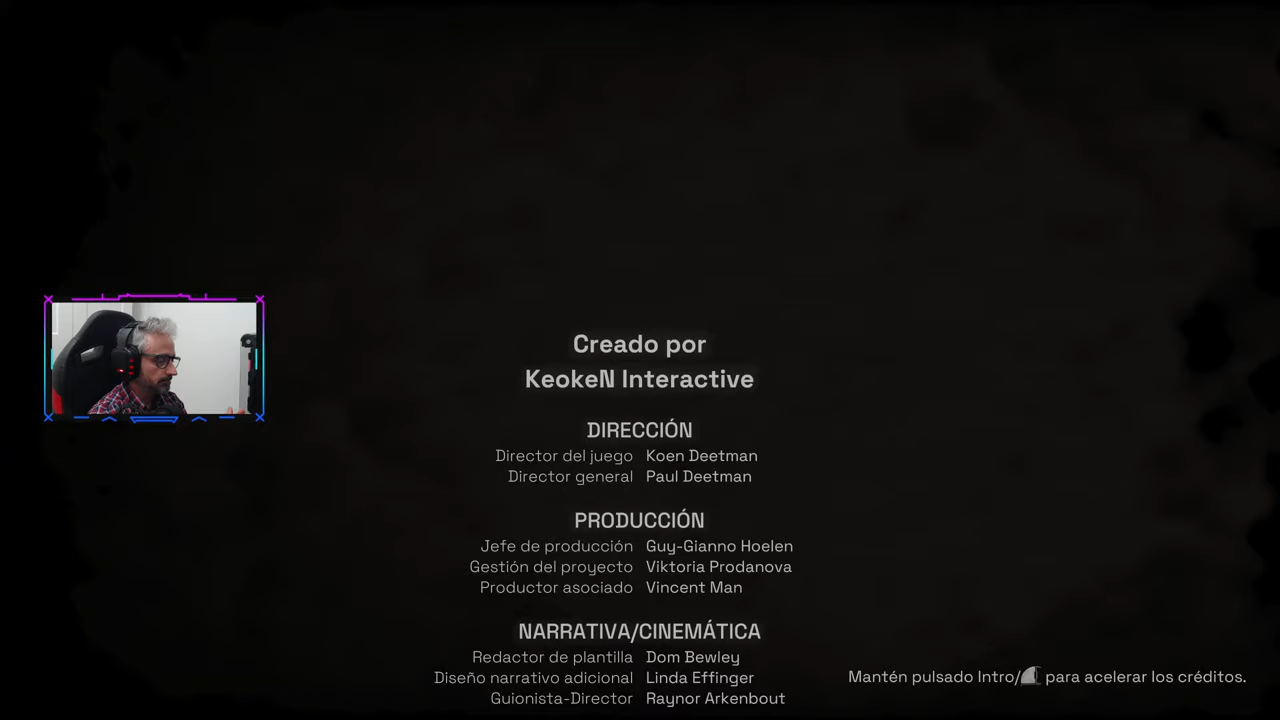 Creado por
KeokeN Interactive
DIRECCIÓN
Director del juego Koen Deetman
Director general Paul Deetman
PRODUCCIÓN
Jefe de producción Guy-Gianno Hoelen
Gestión del proyecto Viktoria Prodanova
Productor asociado Vincent Man
NARRATIVA/CINEMÁTICA
Redactor de plantilla Dom Bewley
Diseño narrativo adicional Linda Effinger
Guionista-Director Raynor Arkenbout
Mantén pulsado Intro/ para acelerar los créditos.